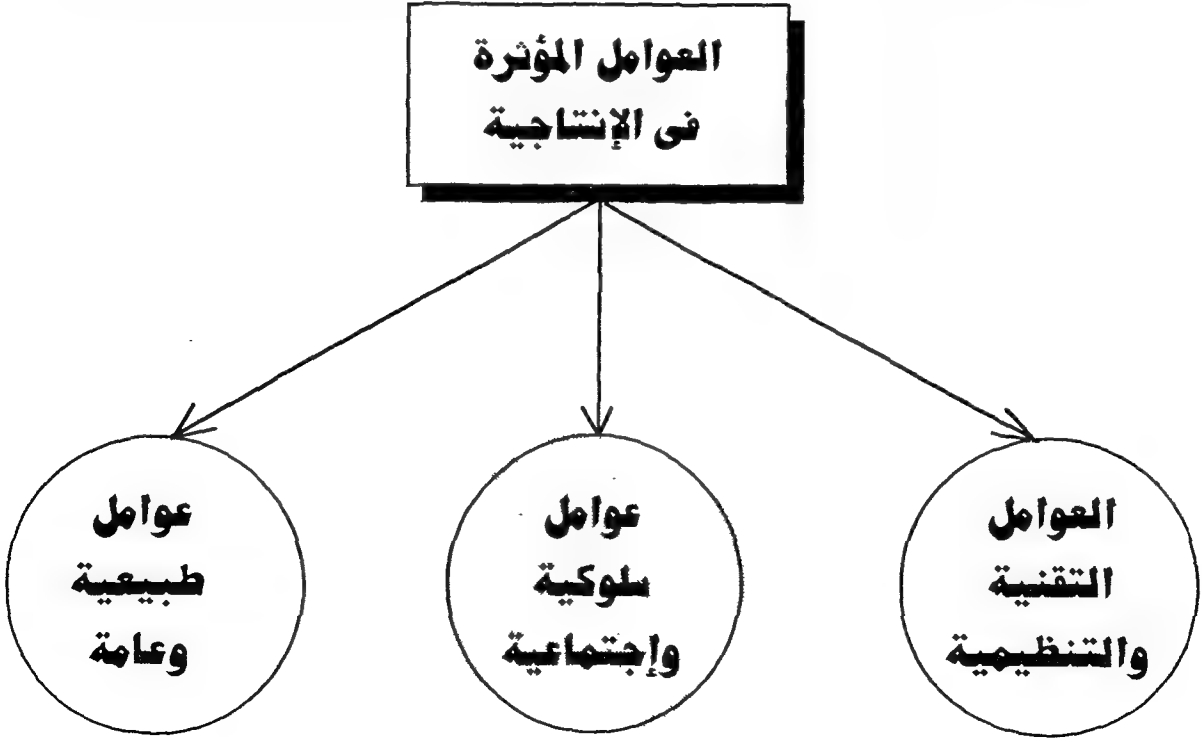 العوامل المؤثرة
فى الإنتاجية
العوامل
التقنية
والتنظيمية
عوامل
سلوكية
وإجتماعية
عوامل
طبيعية
وعامة